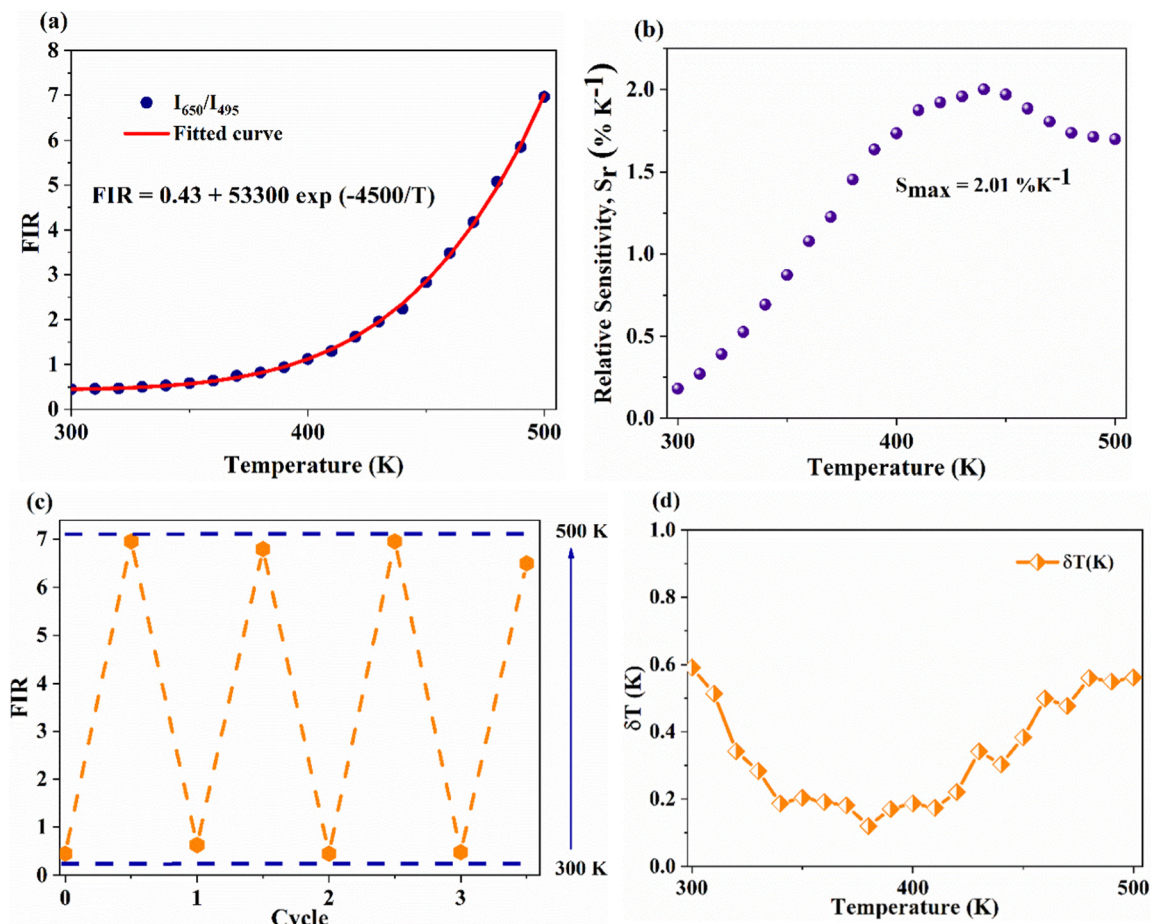 (a)
8
7
6
5
4
3
2
1
0
FIR
I650/I495
Fitted curve
FIR = 0.43 + 53300 exp (-4500/T)
300
400
500
Temperature (K)
(b)
2.0
1.5
1.0
0.5
0.0
Relative Sensitivity, Sr (% K-1)
Smax = 2.01 %K-1
300
400
500
Temperature (K)
(c)
7
6
5
4
3
2
1
0
FIR
500 K
300 K
0
1
2
3
Cycle
(d)
1.0
0.8
0.6
0.4
0.2
0.0
δT (K)
δT(K)
300
400
500
Temperature (K)